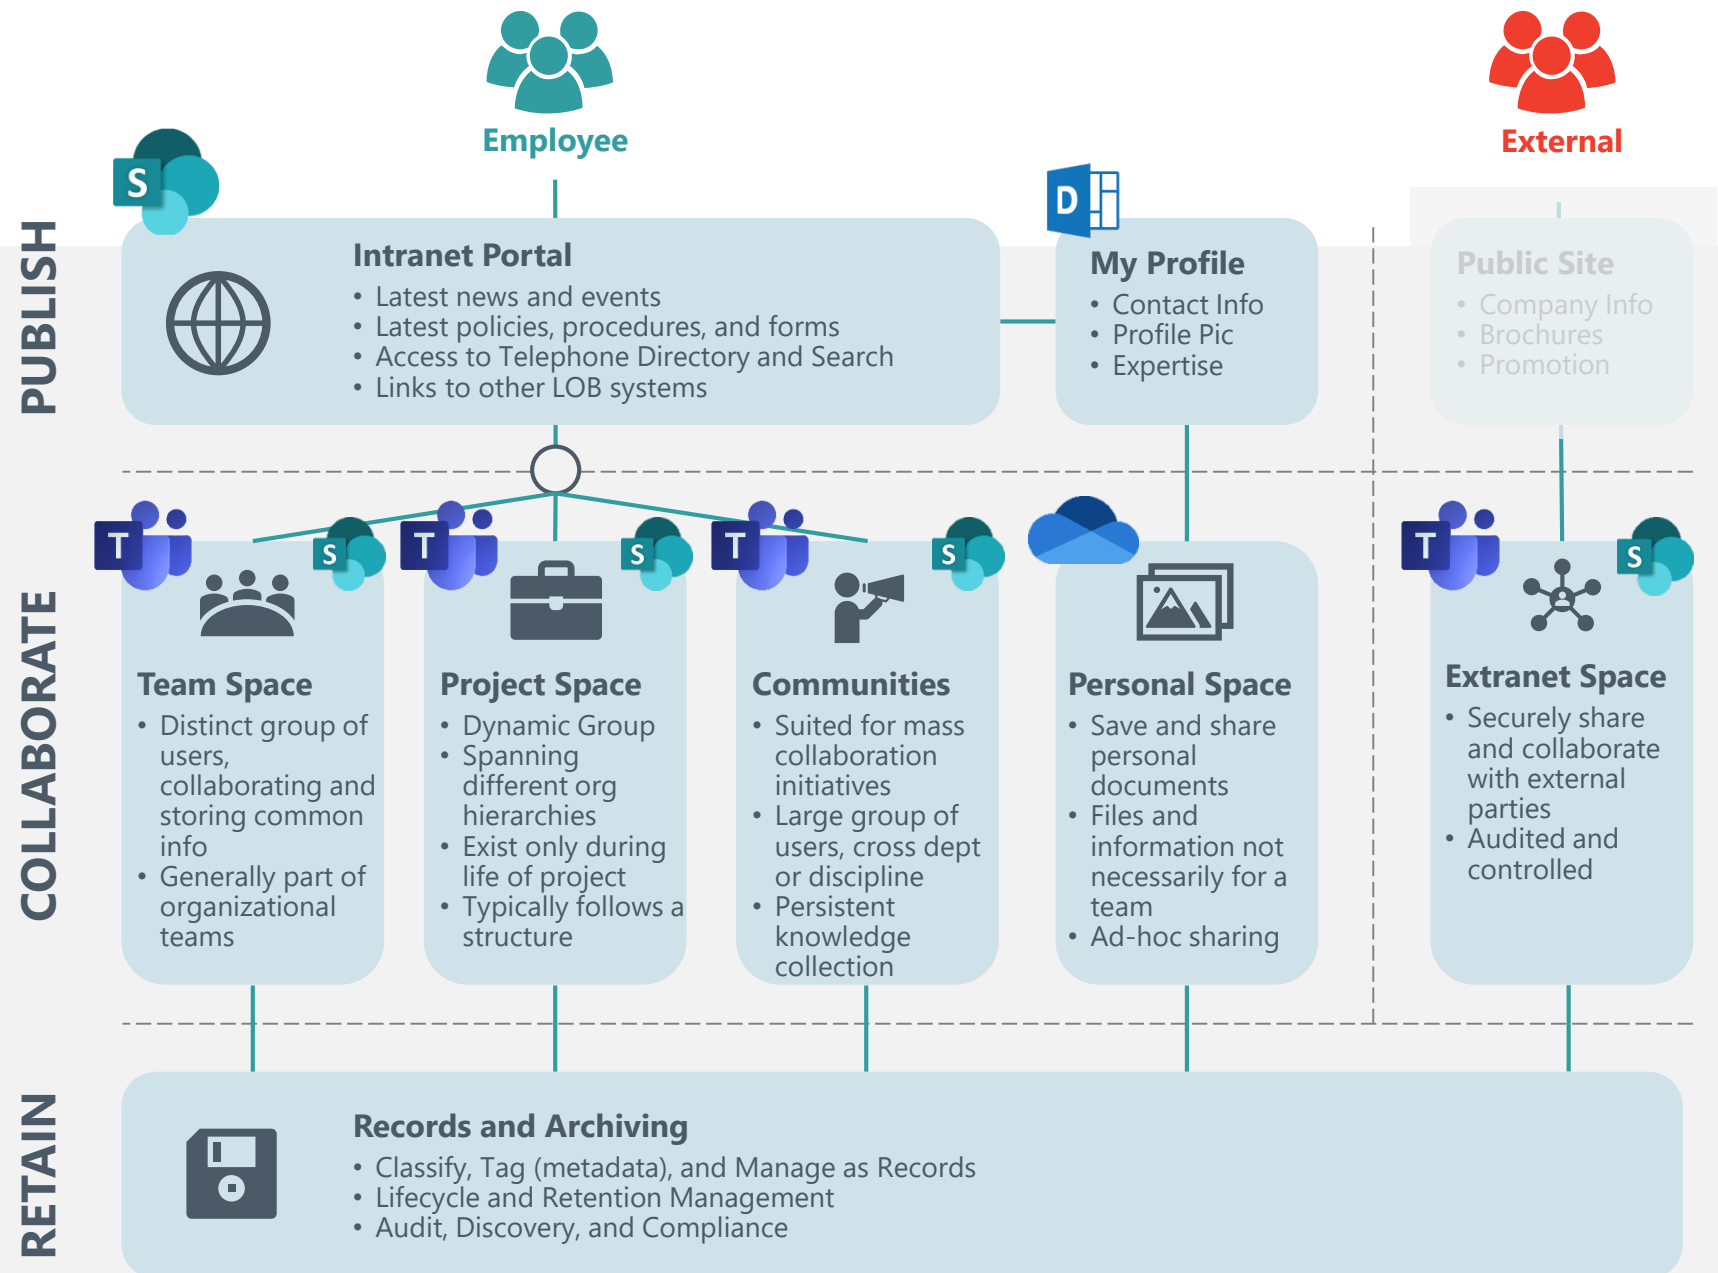 Employee
External
PUBLISH
S
Intranet Portal
• Latest news and events
• Latest policies, procedures, and forms
• Access to Telephone Directory and Search
• Links to other LOB systems
D
My Profile
• Contact Info
• Profile Pic
• Expertise
Public Site
• Company Info
• Brochures
• Promotion
COLLABORATE
T
S
Team Space
• Distinct group of
users,
collaborating and
storing common
info
• Generally part of
organizational
teams
T
S
Project Space
• Dynamic Group
• Spanning
different org
hierarchies
• Exist only during
life of project
• Typically follows a
structure
T
S
Communities
• Suited for mass
collaboration
initiatives
• Large group of
users, cross dept
or discipline
• Persistent
knowledge
collection
Personal Space
• Save and share
personal
documents
• Files and
information not
necessarily for a
team
• Ad-hoc sharing
T
S
Extranet Space
• Securely share
and collaborate
with external
parties
• Audited and
controlled
RETAIN
Records and Archiving
• Classify, Tag (metadata), and Manage as Records
• Lifecycle and Retention Management
• Audit, Discovery, and Compliance